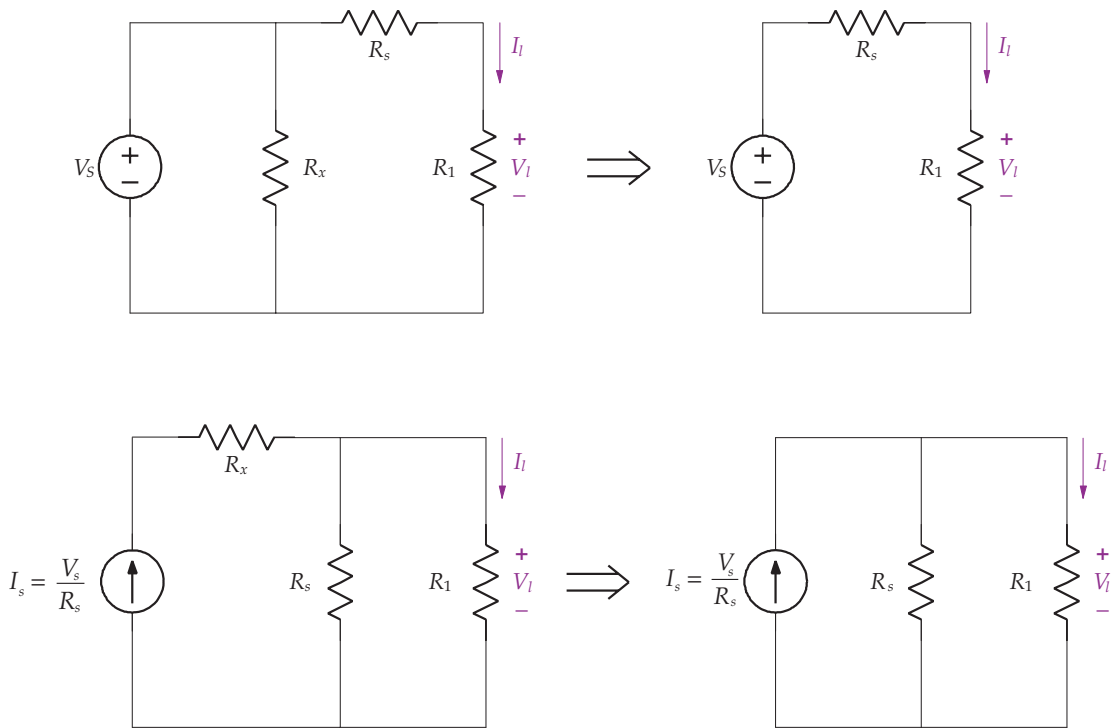 R_s
I_l
V_S + − R_x R_1 + V_l −
R_s
I_l
V_S + − R_1 + V_l −
R_x
I_l
I_s = V_s / R_s R_s R_1 + V_l −
I_l
I_s = V_s / R_s R_s R_1 + V_l −